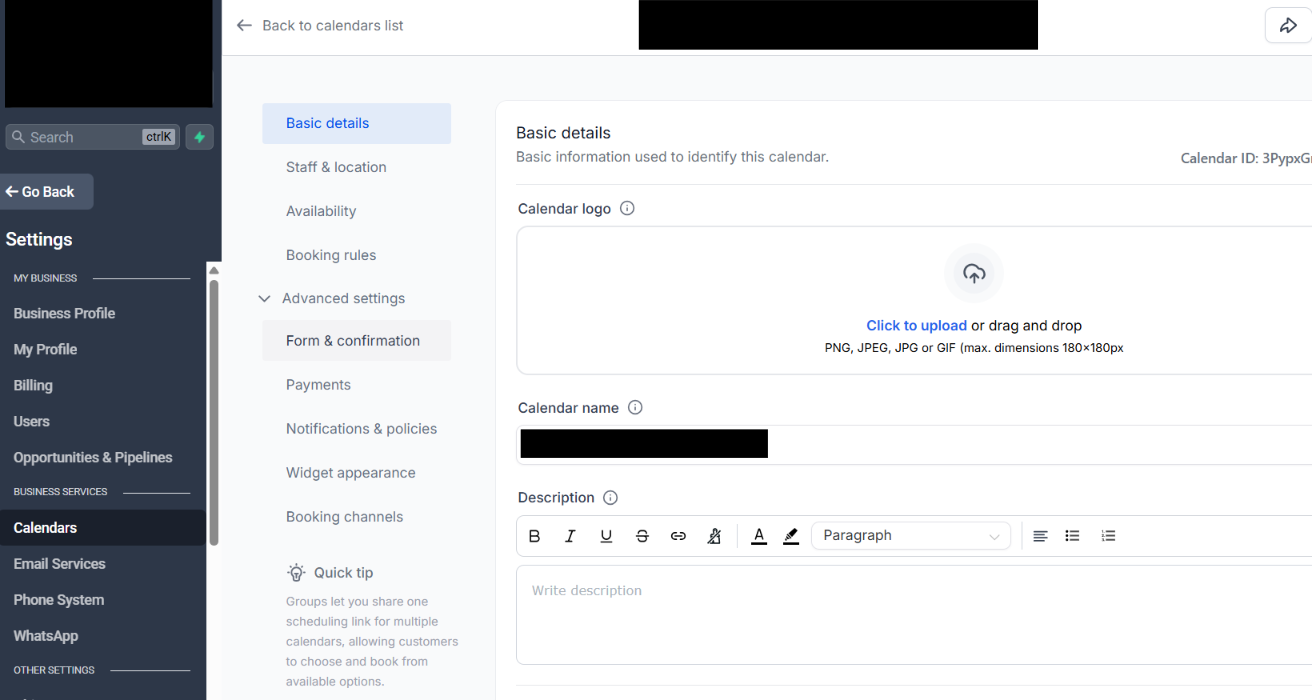 Back to calendars list
Search
ctrlK
Go Back
Settings
MY BUSINESS
Business Profile
My Profile
Billing
Users
Opportunities & Pipelines
BUSINESS SERVICES
Calendars
Email Services
Phone System
WhatsApp
OTHER SETTINGS
Basic details
Staff & location
Availability
Booking rules
Advanced settings
Form & confirmation
Payments
Notifications & policies
Widget appearance
Booking channels
Quick tip
Groups let you share one
scheduling link for multiple
calendars, allowing customers
to choose and book from
available options.
Basic details
Basic information used to identify this calendar.
Calendar ID:
Calendar logo
Click to upload or drag and drop
PNG, JPEG, JPG or GIF (max. dimensions 180×180px
Calendar name
Description
B I U S A Paragraph
Write description